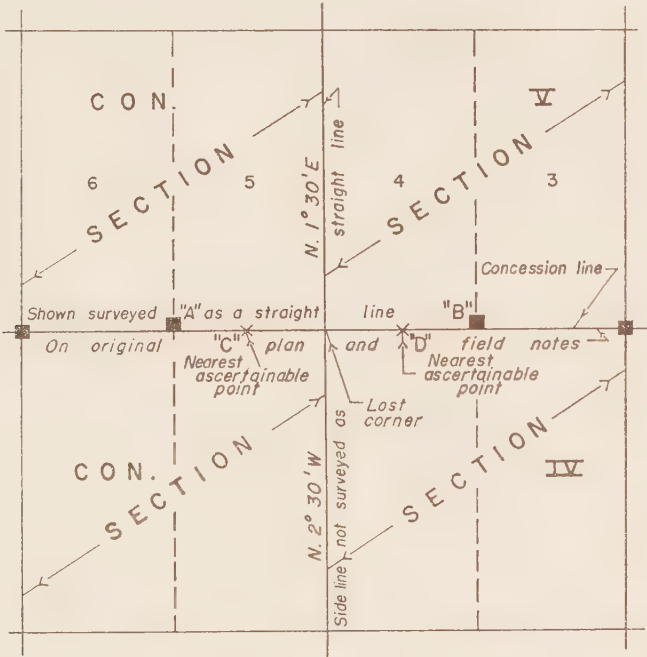 CON.
V
SECTION
SECTION
6
5
4
3
N. 1° 30' E
straight line
Concession line
Shown surveyed "A" as a straight line "B"
On original "C" plan and "D" field notes
Nearest ascertainable point
Nearest ascertainable point
Lost corner
CON.
IV
SECTION
SECTION
N. 2° 30' W
Side line not surveyed as